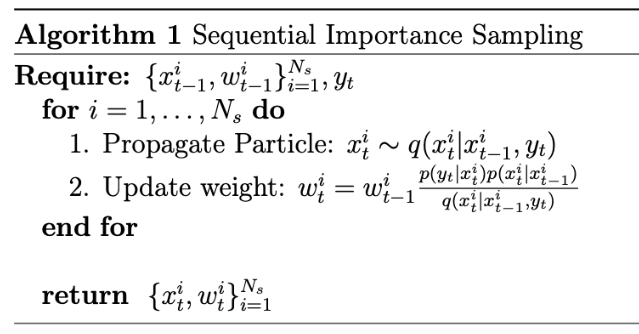 Algorithm 1 Sequential Importance Sampling
Require: $\{x_{t-1}^i, w_{t-1}^i\}_{i=1}^{N_s}, y_t$
for $i = 1, \ldots, N_s$ do
1. Propagate Particle: $x_t^i \sim q(x_t^i|x_{t-1}^i, y_t)$
2. Update weight: $w_t^i = w_{t-1}^i \frac{p(y_t|x_t^i)p(x_t^i|x_{t-1}^i)}{q(x_t^i|x_{t-1}^i, y_t)}$
end for
return $\{x_t^i, w_t^i\}_{i=1}^{N_s}$